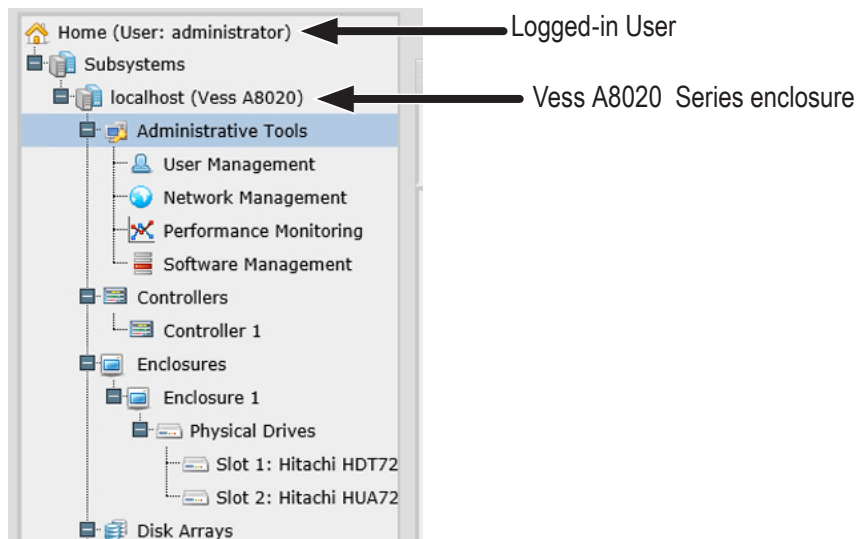 Home (User: administrator)
Logged-in User
Subsystems
localhost (Vess A8020)
Vess A8020 Series enclosure
Administrative Tools
User Management
Network Management
Performance Monitoring
Software Management
Controllers
Controller 1
Enclosures
Enclosure 1
Physical Drives
Slot 1: Hitachi HDT72
Slot 2: Hitachi HUA72
Disk Arrays